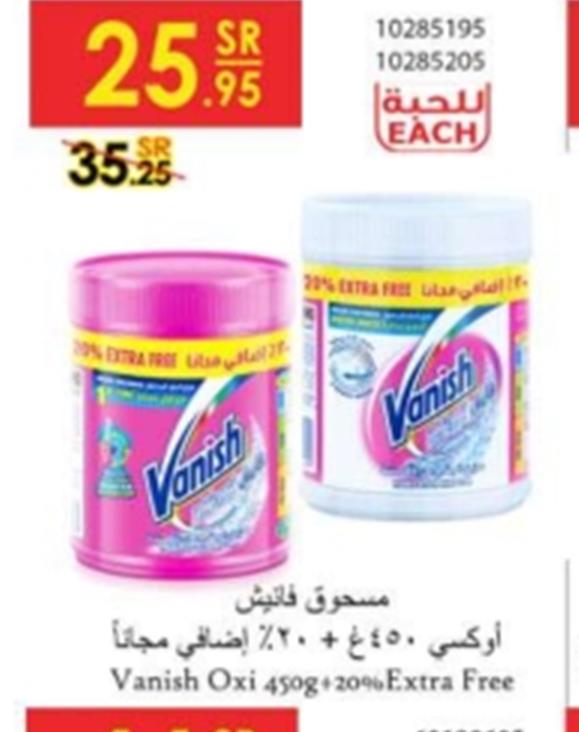 25.95 SR
35.25 SR
10285195
10285205
للحبة
EACH
20% EXTRA FREE ٢٠٪ إضافي مجانا
Vanish
20% EXTRA FREE ٢٠٪ إضافي مجانا
Vanish
مسحوق فانيش
أوكسي ٤٥٠غ + ٢٠٪ إضافي مجاناً
Vanish Oxi 450g+20%Extra Free